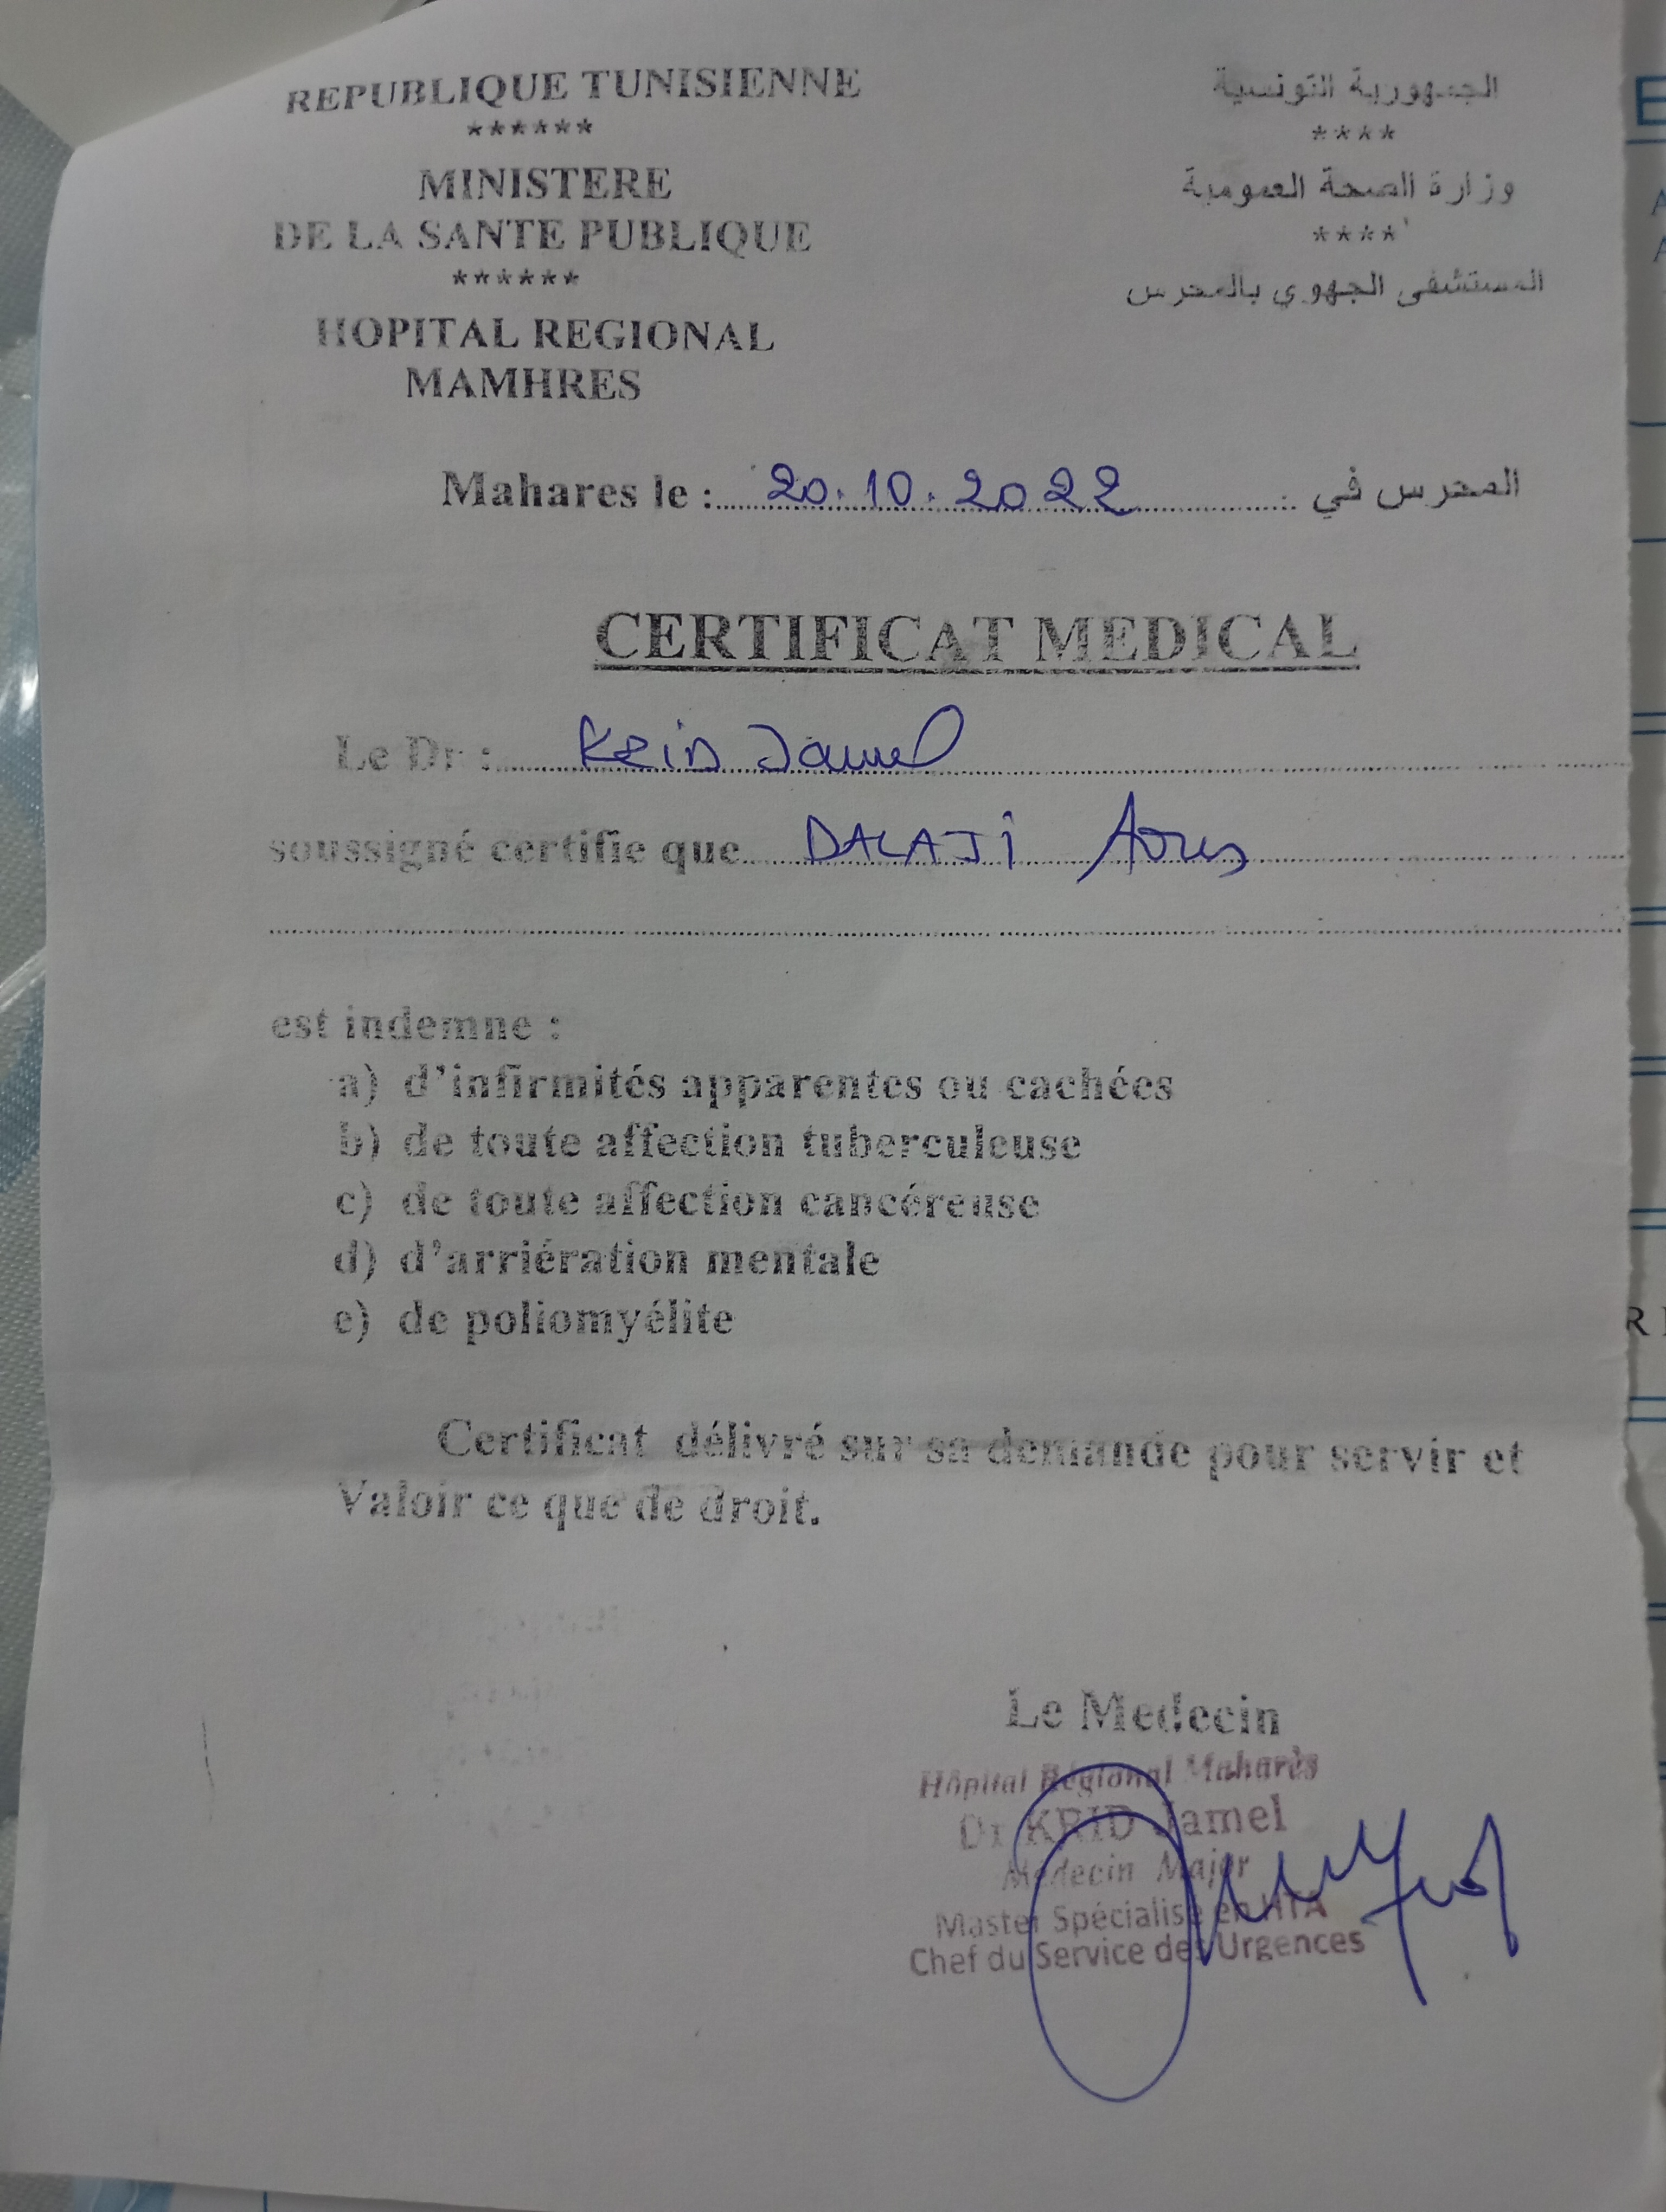 REPUBLIQUE TUNISIENNE
******
MINISTERE
DE LA SANTE PUBLIQUE
******
HOPITAL REGIONAL
MAMHRES
الجمهورية التونسية
****
وزارة الصحة العمومية
****
المستشفى الجهوي بالمحرس
Mahares le : 20.10.2022 المحرس في
CERTIFICAT MEDICAL
Le Dr : KRID Jamel
soussigné certifie que DALAJI
est indemne :
a) d'infirmités apparentes ou cachées
b) de toute affection tuberculeuse
c) de toute affection cancéreuse
d) d'arriération mentale
e) de poliomyélite
Certificat délivré sur sa demande pour servir et
Valoir ce que de droit.
Le Medecin
Hôpital Régional Maharès
Dr KRID Jamel
Médecin Major
Master Spécialisé en HTA
Chef du Service des Urgences